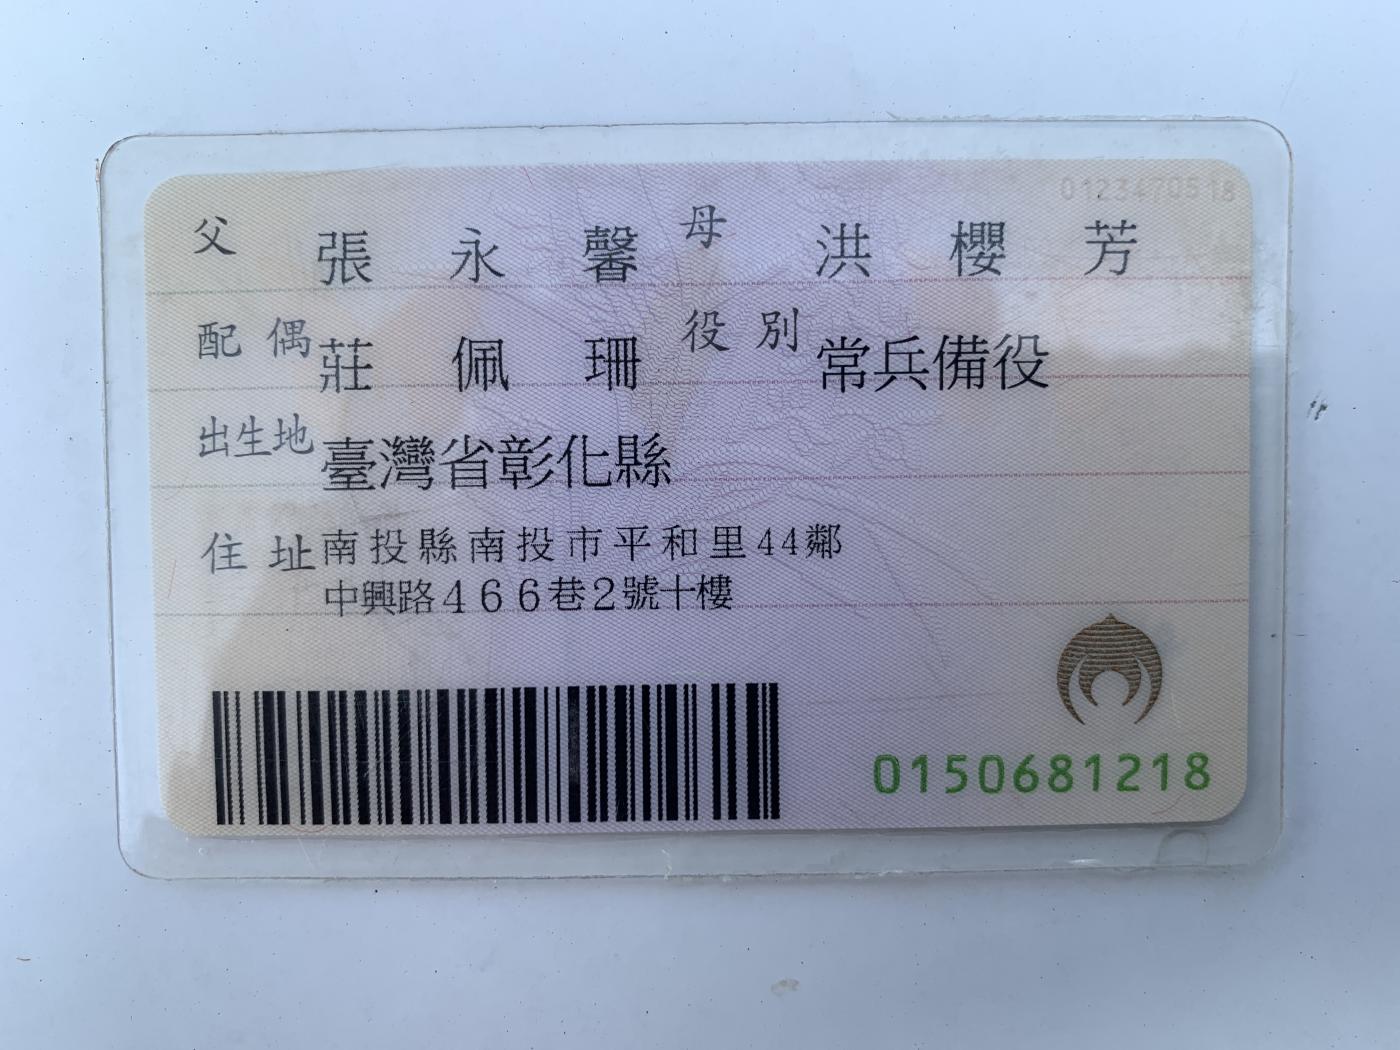 0123470518
父 張永馨 母 洪櫻芳
配偶 莊佩珊 役別 常兵備役
出生地 臺灣省彰化縣
住址 南投縣南投市平和里44鄰
中興路466巷2號十樓
0150681218